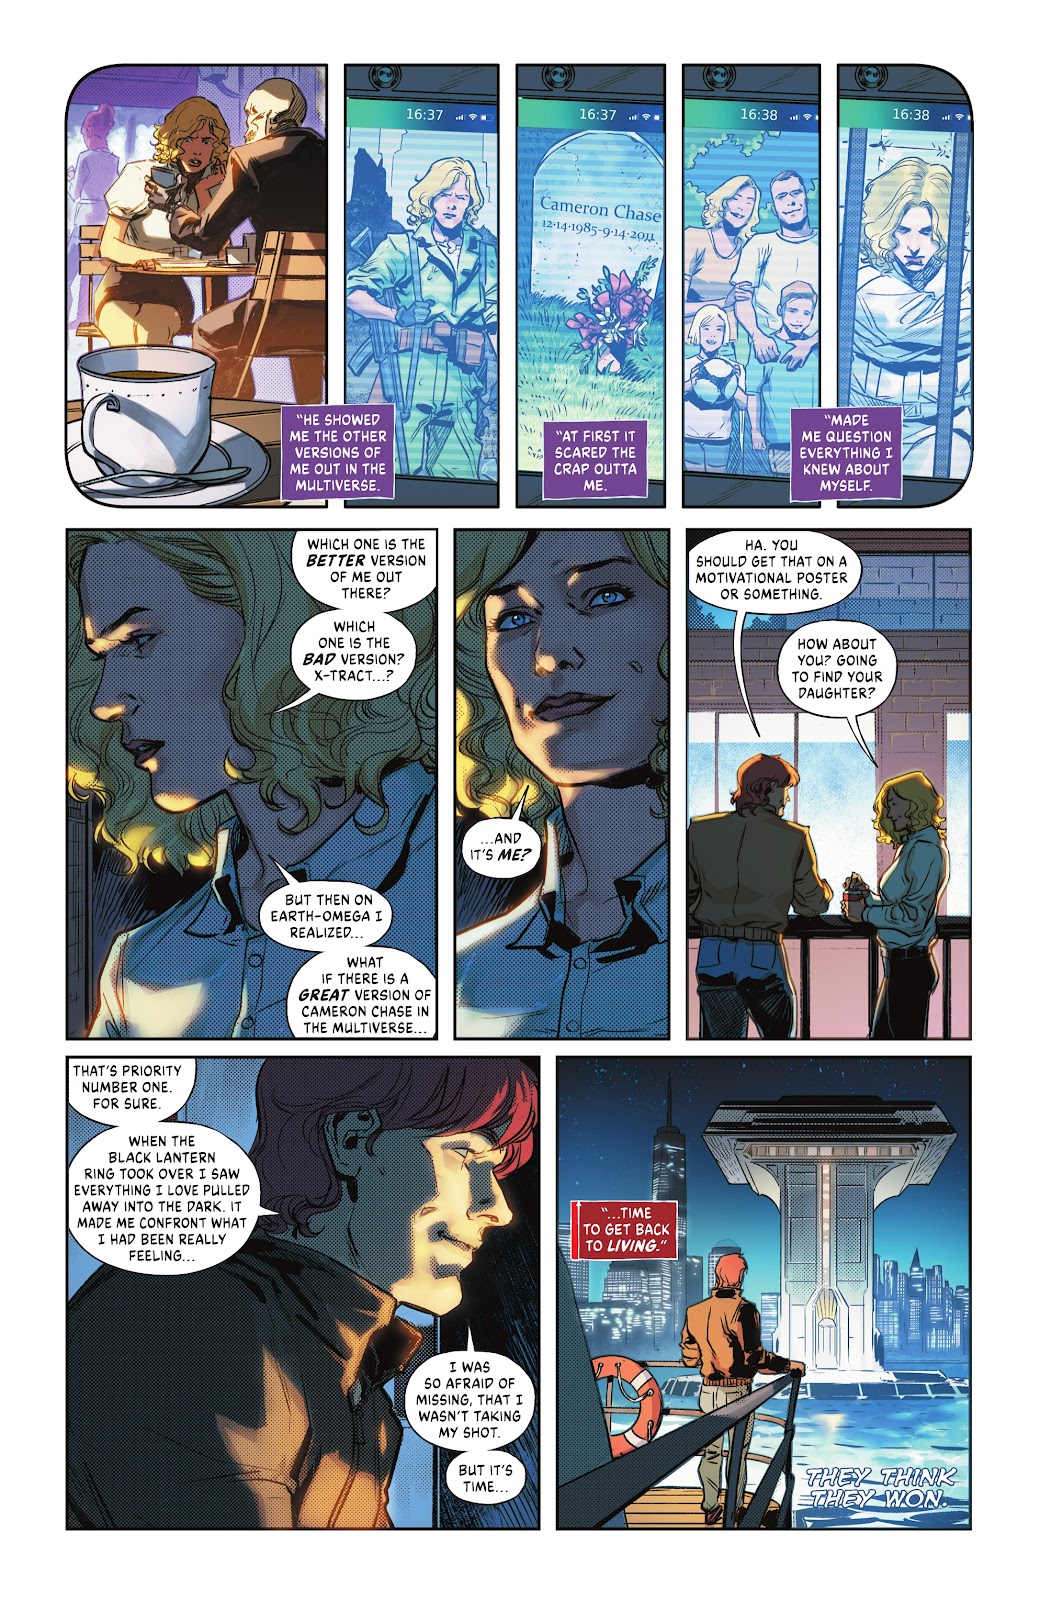 16:37
16:37
16:38
16:38
Cameron Chase
12·14·1985-9·14·2011
"HE SHOWED
ME THE OTHER
VERSIONS OF
ME OUT IN THE
MULTIVERSE.
"AT FIRST IT
SCARED THE
CRAP OUTTA
ME.
"MADE
ME QUESTION
EVERYTHING I
KNEW ABOUT
MYSELF.
WHICH ONE IS THE
BETTER VERSION
OF ME OUT
THERE?
WHICH
ONE IS THE
BAD VERSION?
X-TRACT...?
BUT THEN ON
EARTH-OMEGA I
REALIZED...
WHAT
IF THERE IS A
GREAT VERSION OF
CAMERON CHASE IN
THE MULTIVERSE...
...AND
IT'S ME?
HA. YOU
SHOULD GET THAT ON A
MOTIVATIONAL POSTER
OR SOMETHING.
HOW ABOUT
YOU? GOING
TO FIND YOUR
DAUGHTER?
THAT'S PRIORITY
NUMBER ONE.
FOR SURE.
WHEN THE
BLACK LANTERN
RING TOOK OVER I SAW
EVERYTHING I LOVE PULLED
AWAY INTO THE DARK. IT
MADE ME CONFRONT WHAT
I HAD BEEN REALLY
FEELING...
I WAS
SO AFRAID OF
MISSING, THAT I
WASN'T TAKING
MY SHOT.
BUT IT'S
TIME...
"...TIME
TO GET BACK
TO LIVING."
THEY THINK
THEY WON.